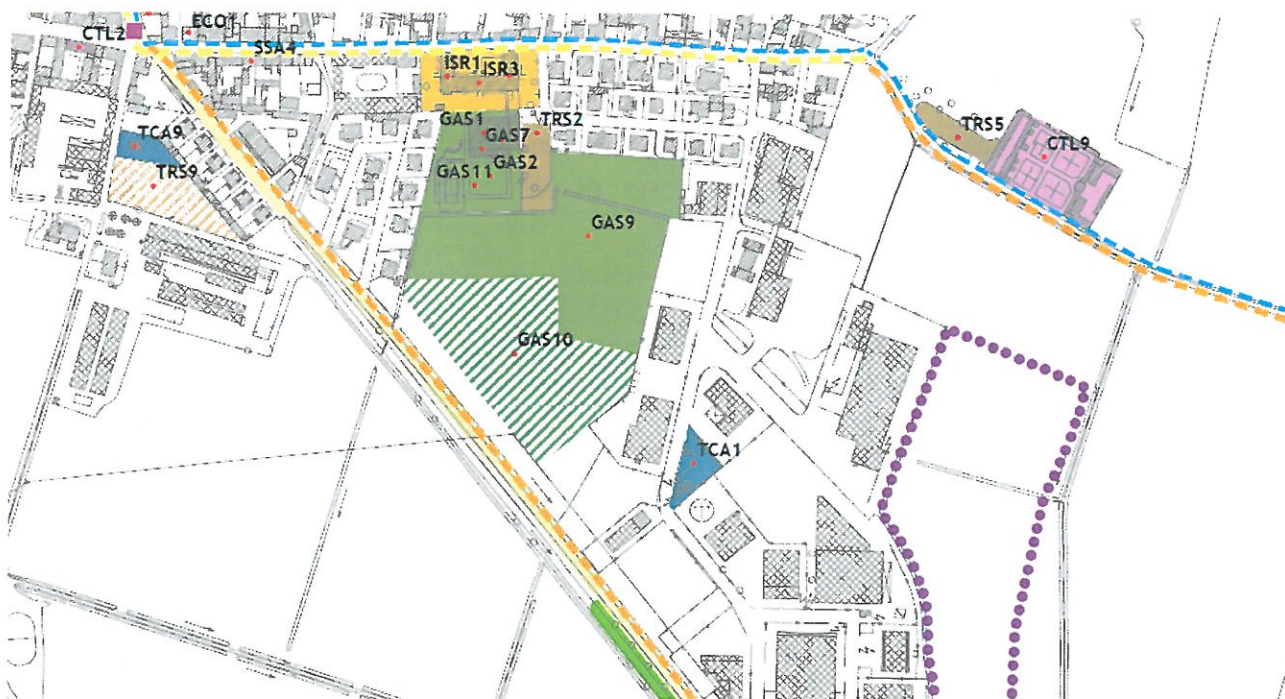 ECO1
CTL2
SSA4
ISR1
ISR3
GAS1
TRS2
GAS7
GAS2
GAS11
TCA9
TRS9
TRS5
CTL9
GAS9
GAS10
TCA1